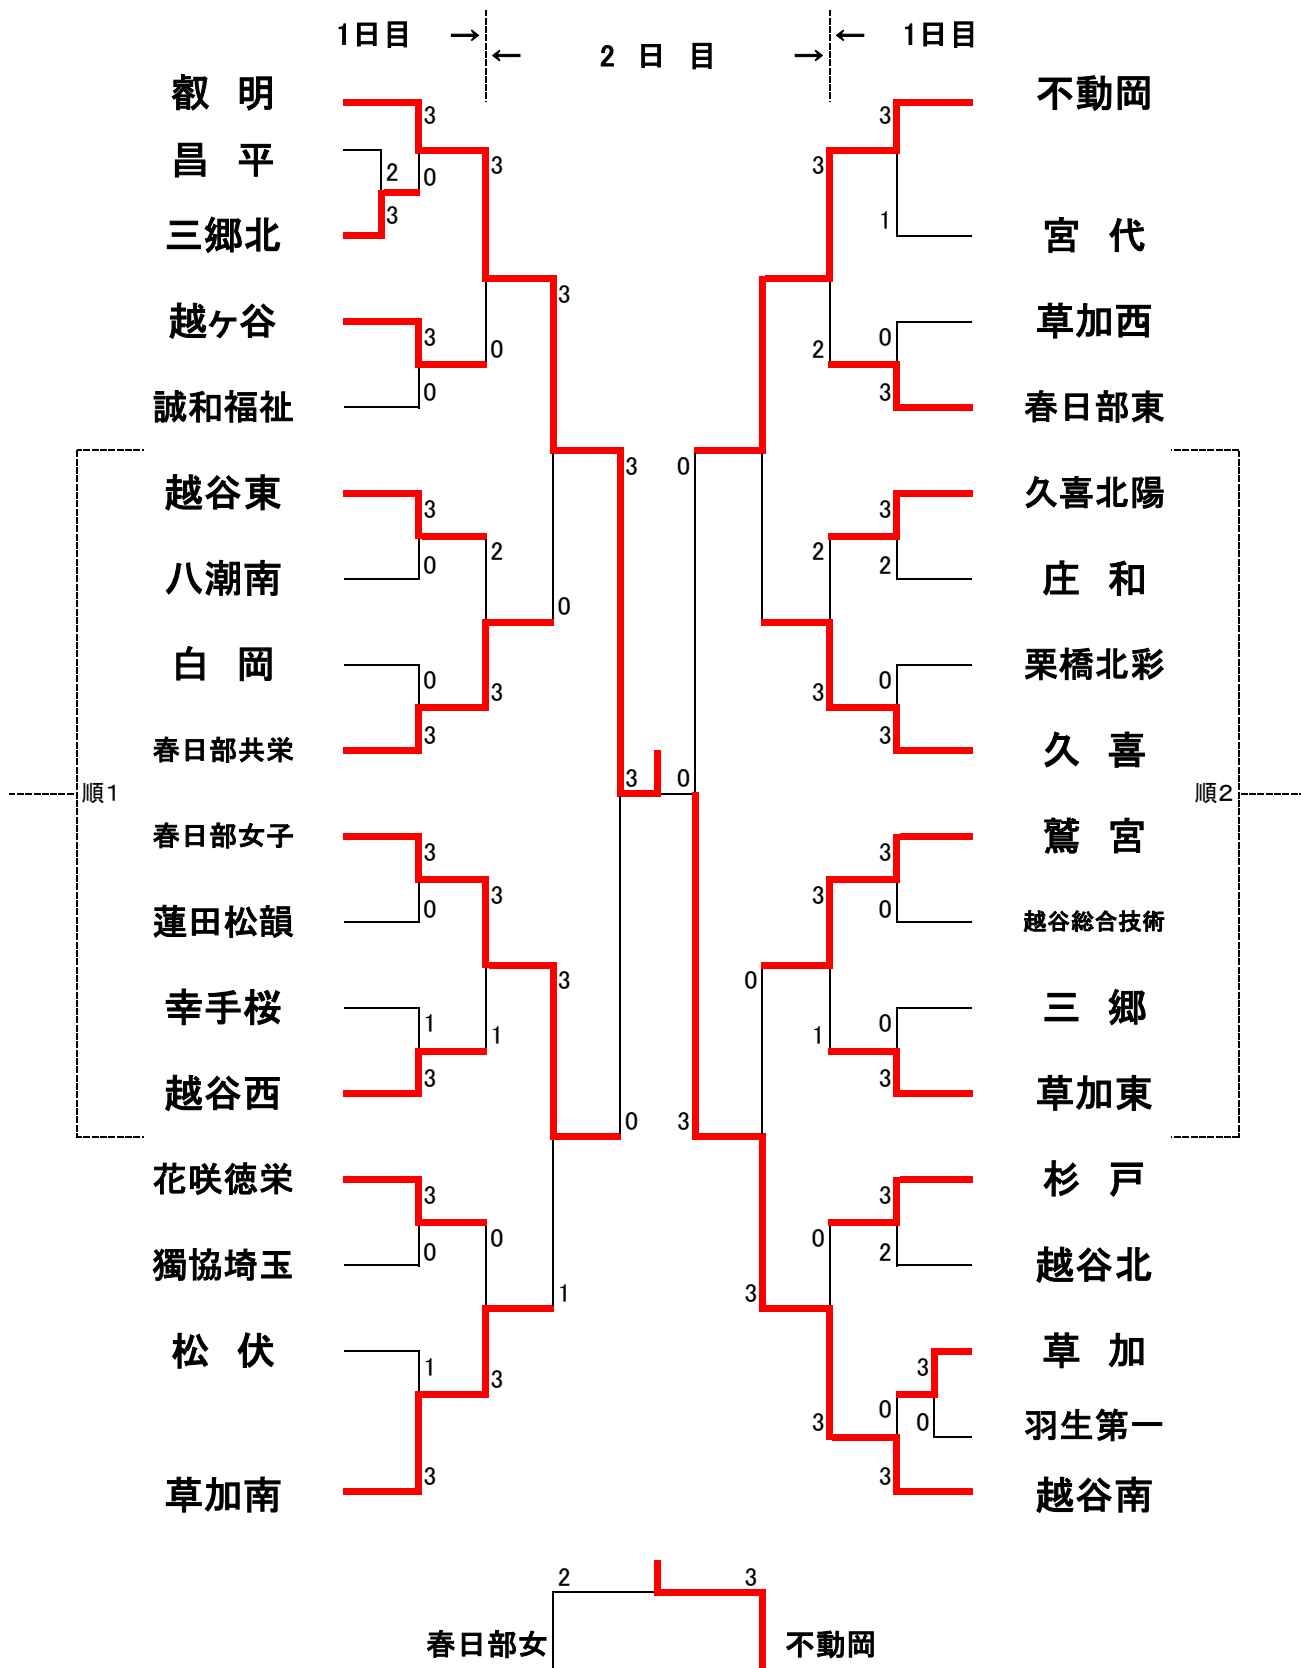 1日目 → ← 2 日 目 → ← 1日目
叡 明 3 3 不動岡
昌 平 2 0 3 3
三郷北 3 1 宮 代
越ヶ谷 3 0 3 2 0 草加西
誠和福祉 0 3 春日部東
越谷東 3 3 0 3 久喜北陽
八潮南 0 2 2 2 庄 和
白 岡 0 3 0 3 0 栗橋北彩
春日部共栄 3 3 久 喜
順1 3 0 順2
春日部女子 3 3 3 3 鷲 宮
蓮田松韻 0 0 越谷総合技術
幸手桜 1 1 3 0 1 0 三 郷
越谷西 3 3 草加東
0 3
花咲徳栄 3 3 杉 戸
獨協埼玉 0 0 0 2 越谷北
1 3
松 伏 1 3 3 草 加
3 0 0 羽生第一
草加南 3 3 越谷南
2 3
春日部女 不動岡